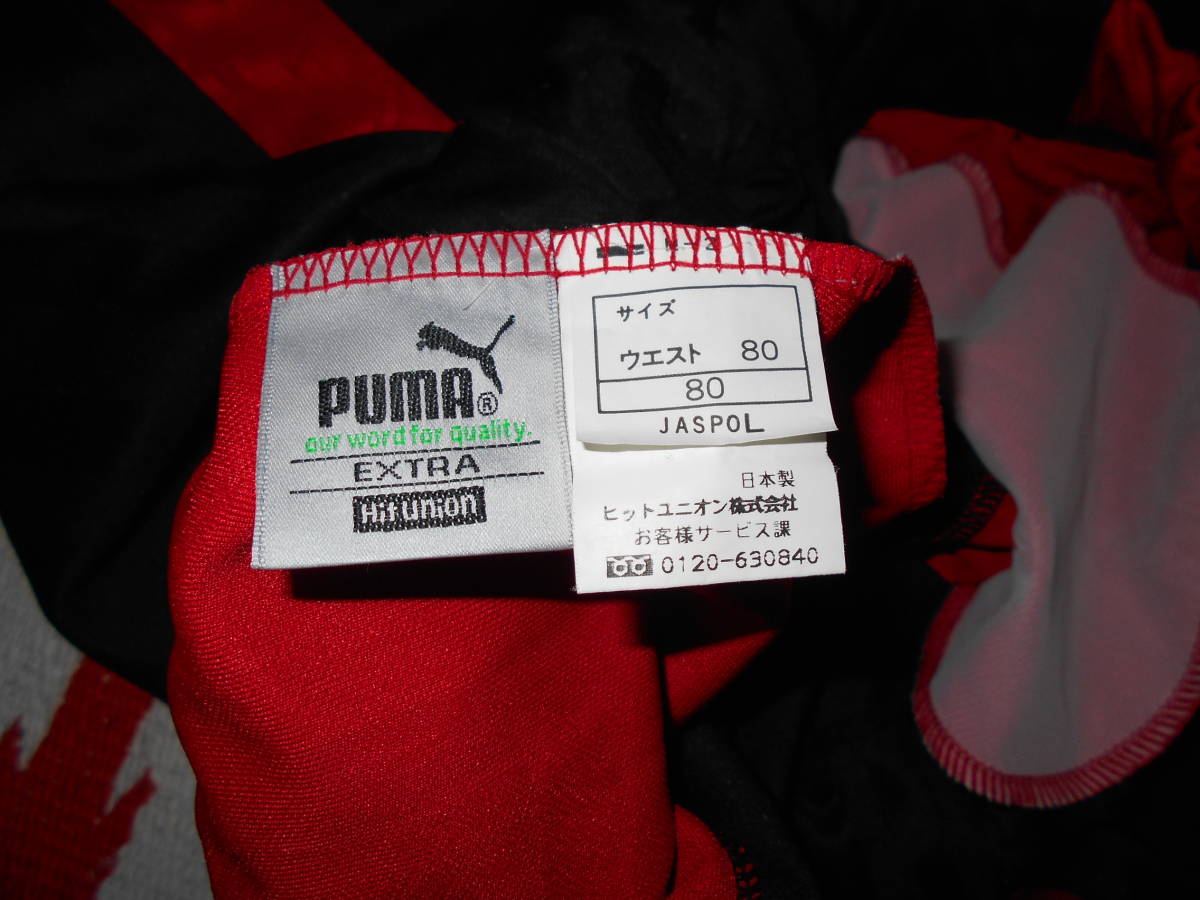 PUMA®
our word for quality.
EXTRA
Hit union
サイズ
ウエスト 80
80
JASPOL
日本製
ヒットユニオン株式会社
お客様サービス課
0120-630840